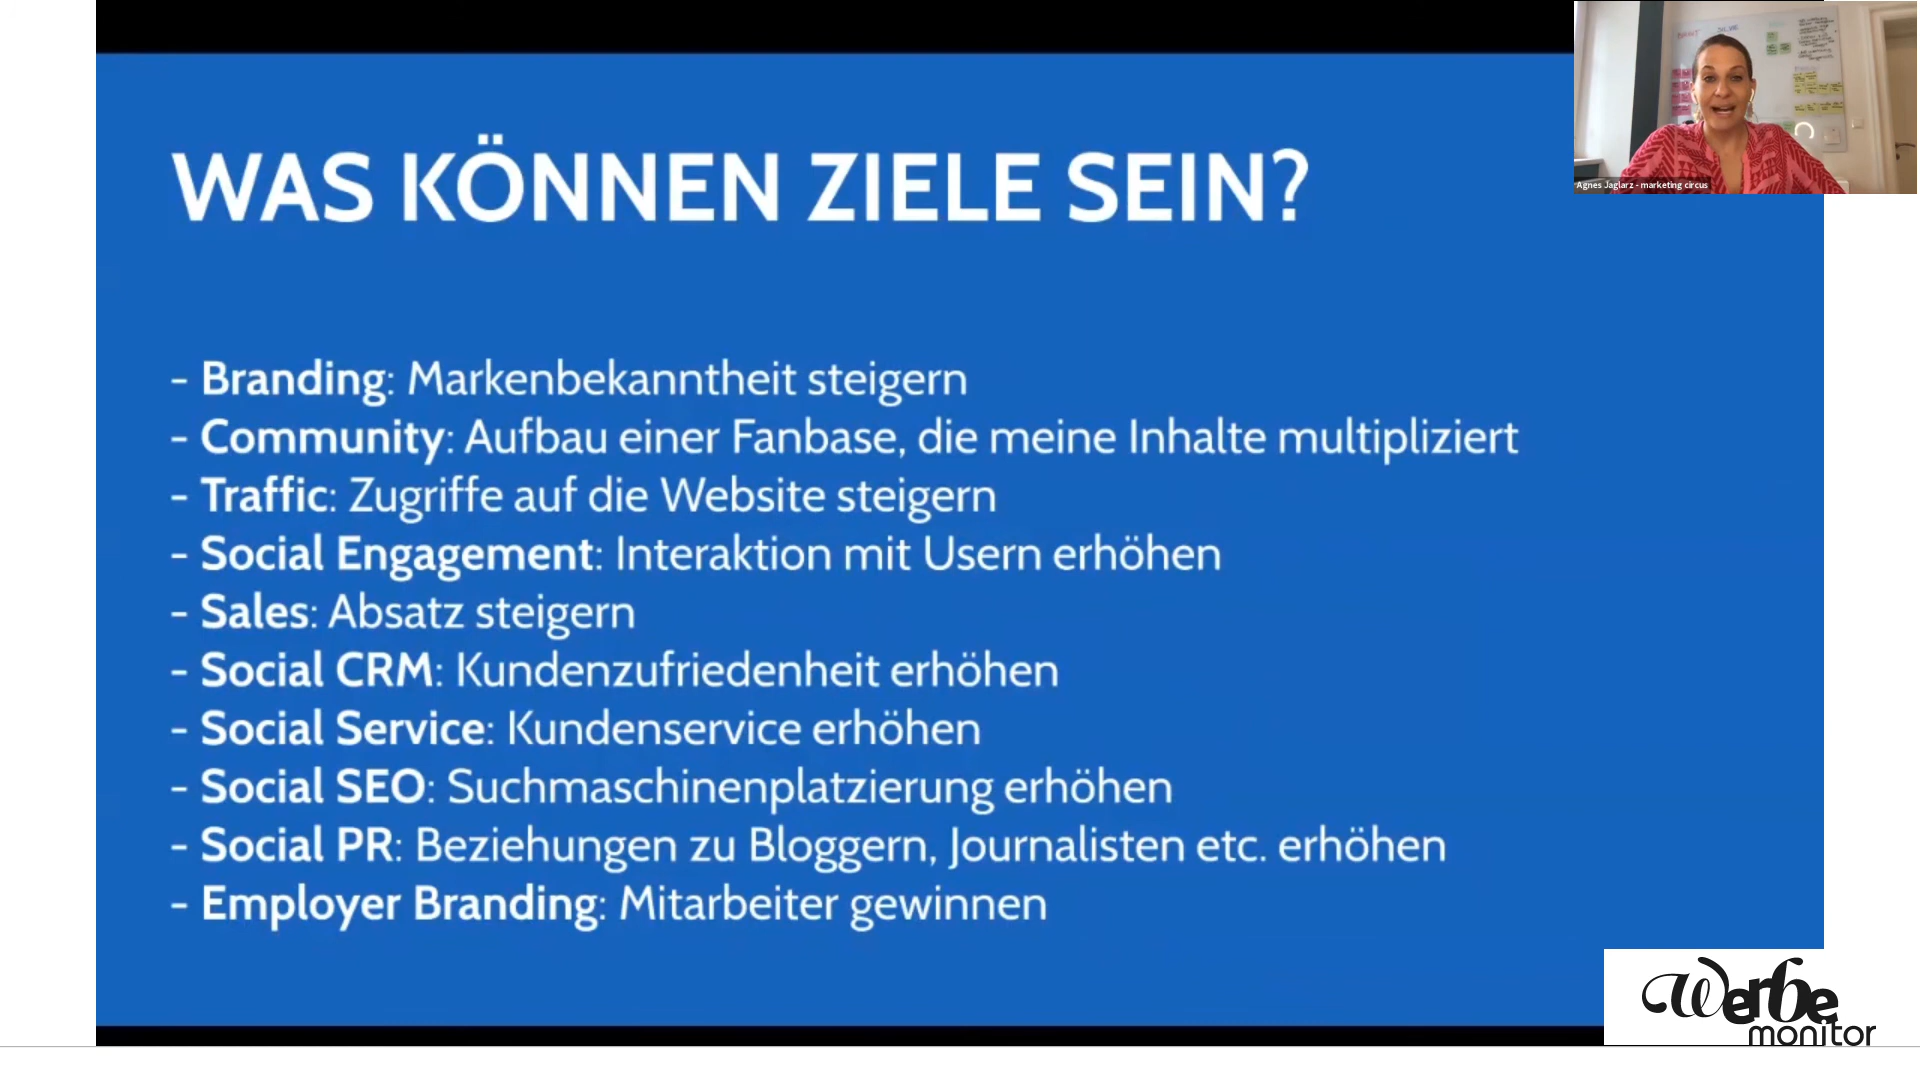 WAS KÖNNEN ZIELE SEIN?
- Branding: Markenbekanntheit steigern
- Community: Aufbau einer Fanbase, die meine Inhalte multipliziert
- Traffic: Zugriffe auf die Website steigern
- Social Engagement: Interaktion mit Usern erhöhen
- Sales: Absatz steigern
- Social CRM: Kundenzufriedenheit erhöhen
- Social Service: Kundenservice erhöhen
- Social SEO: Suchmaschinenplatzierung erhöhen
- Social PR: Beziehungen zu Bloggern, Journalisten etc. erhöhen
- Employer Branding: Mitarbeiter gewinnen
Agnes Jaglarz - marketing circus
Werbe
monitor